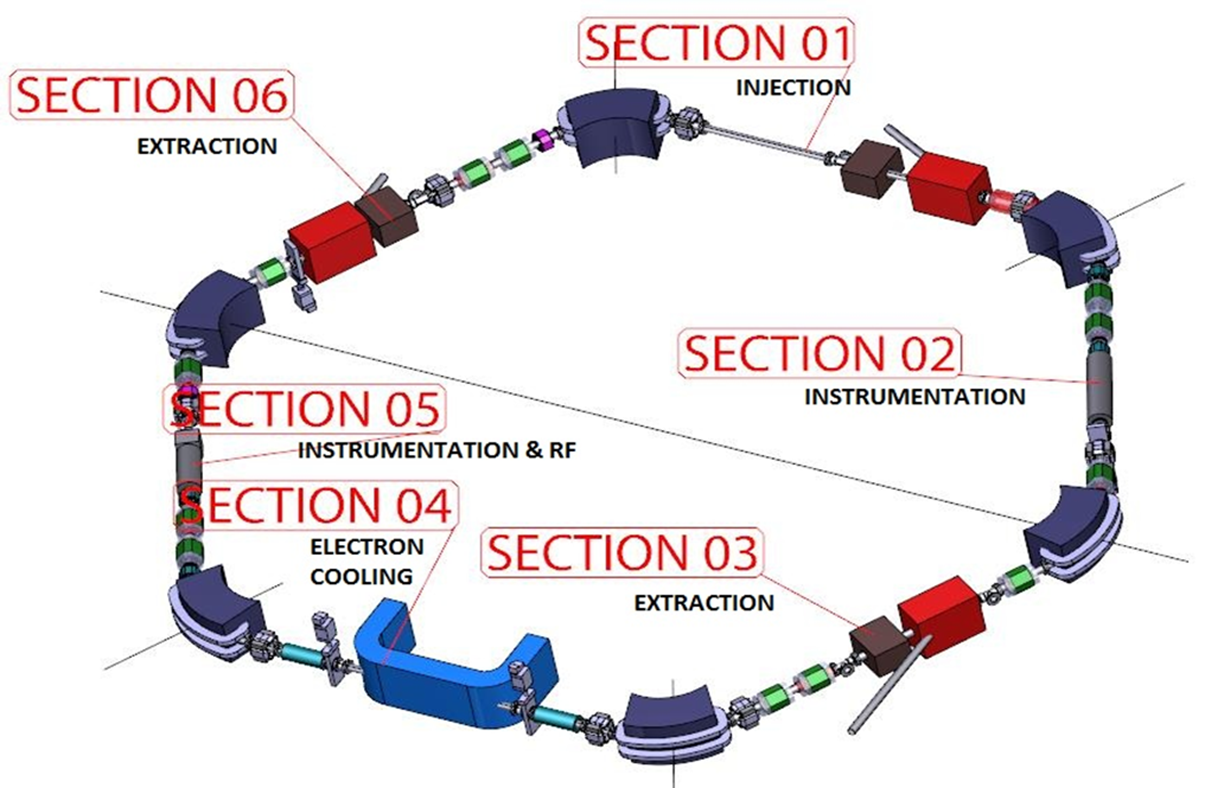 SECTION 01
INJECTION
SECTION 06
EXTRACTION
SECTION 02
INSTRUMENTATION
SECTION 05
INSTRUMENTATION & RF
SECTION 04
ELECTRON
COOLING
SECTION 03
EXTRACTION